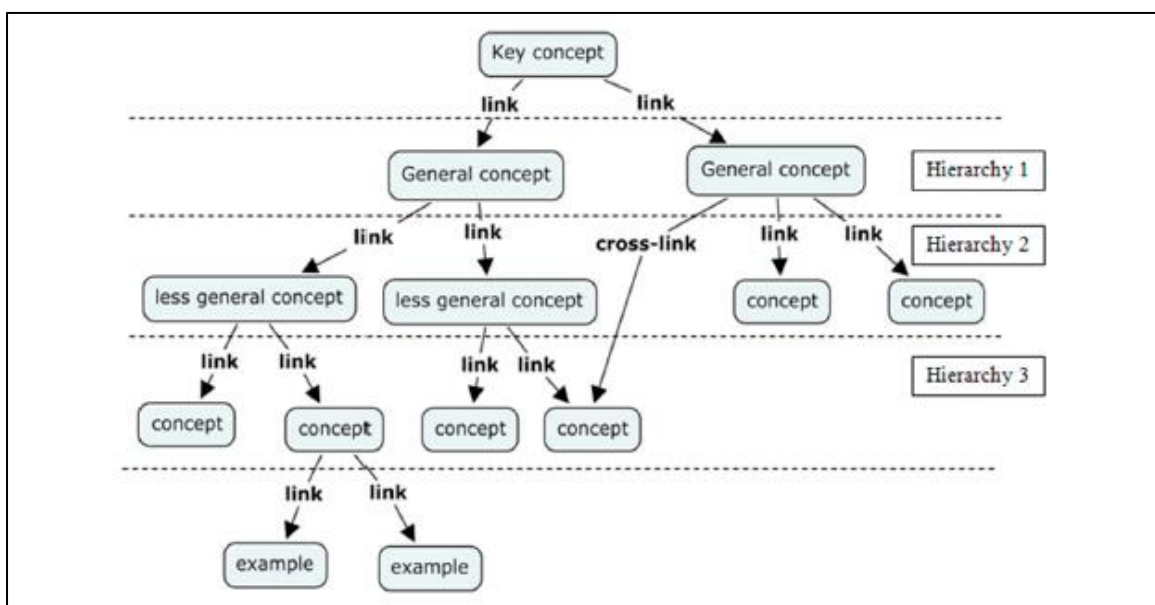 Key concept
link
link
General concept
General concept
Hierarchy 1
link
link
cross-link
link
link
Hierarchy 2
less general concept
less general concept
concept
concept
link
link
link
link
Hierarchy 3
concept
concept
concept
concept
link
link
example
example